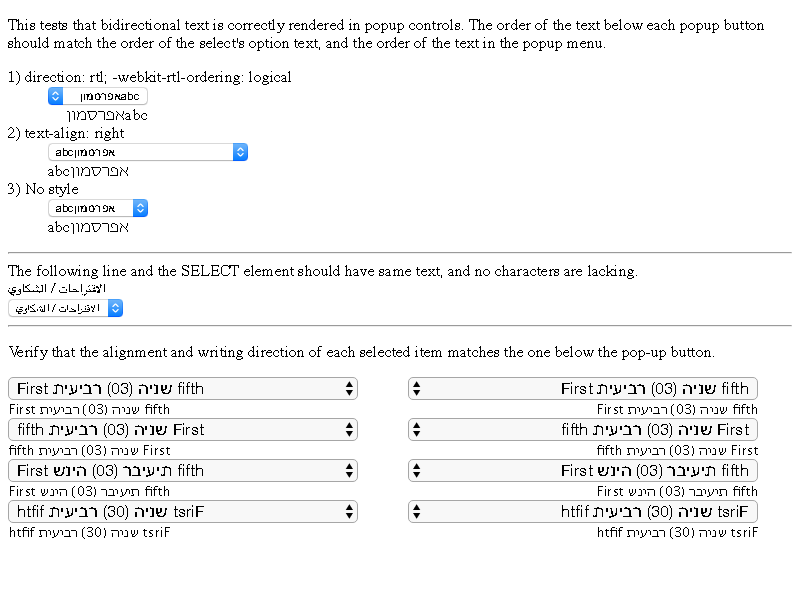 This tests that bidirectional text is correctly rendered in popup controls. The order of the text below each popup button
should match the order of the select's option text, and the order of the text in the popup menu.
1) direction: rtl; -webkit-rtl-ordering: logical
abcאפרסמון
abcאפרסמון
2) text-align: right
abcאפרסמון
abcאפרסמון
3) No style
abcאפרסמון
abcאפרסמון
The following line and the SELECT element should have same text, and no characters are lacking.
الاقتراحات / الشكاوي
الاقتراحات / الشكاوي
Verify that the alignment and writing direction of each selected item matches the one below the pop-up button.
First שניה (03) רביעית fifth
First שניה (03) רביעית fifth
First שניה (03) רביעית fifth
First שניה (03) רביעית fifth
fifth שניה (03) רביעית First
fifth שניה (03) רביעית First
fifth שניה (03) רביעית First
fifth שניה (03) רביעית First
First תיעיבר (03) הינש fifth
First תיעיבר (03) הינש fifth
First תיעיבר (03) הינש fifth
First תיעיבר (03) הינש fifth
htfif שניה (30) רביעית tsriF
htfif שניה (30) רביעית tsriF
htfif שניה (30) רביעית tsriF
htfif שניה (30) רביעית tsriF